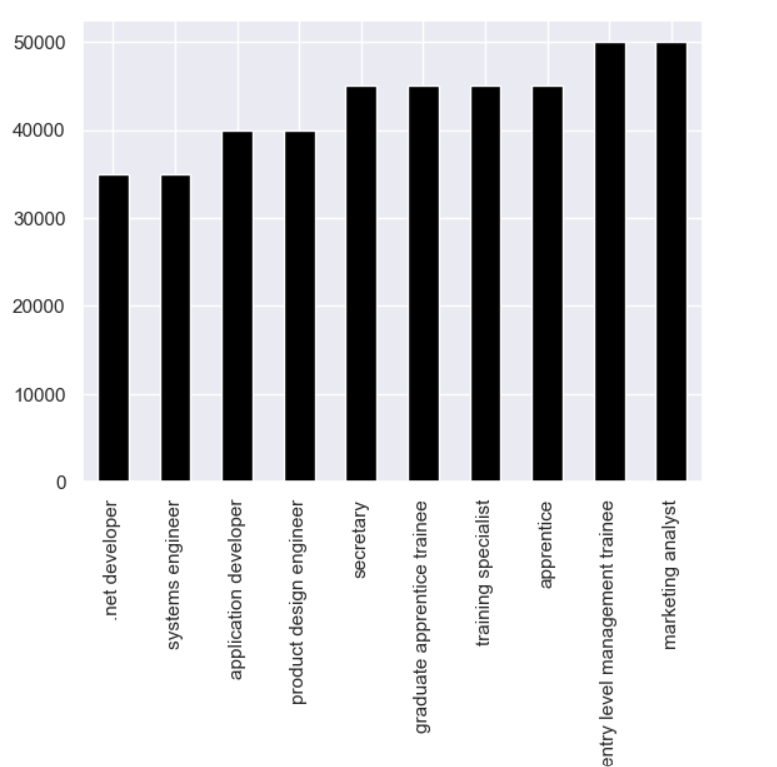 50000
40000
30000
20000
10000
0
.net developer
systems engineer
application developer
product design engineer
secretary
graduate apprentice trainee
training specialist
apprentice
entry level management trainee
marketing analyst